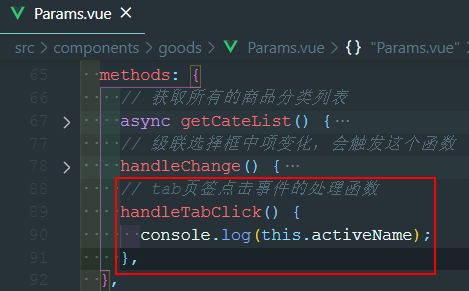 Params.vue ×
src > components > goods > Params.vue > {} "Params.vue"
65 methods: {
66 // 获取所有的商品分类列表
67 > async getCateList() {…
77 // 级联选择框中项变化，会触发这个函数
78 > handleChange() {…
88 // tab页签点击事件的处理函数
89 handleTabClick() {
90 console.log(this.activeName);
91 },
92 },